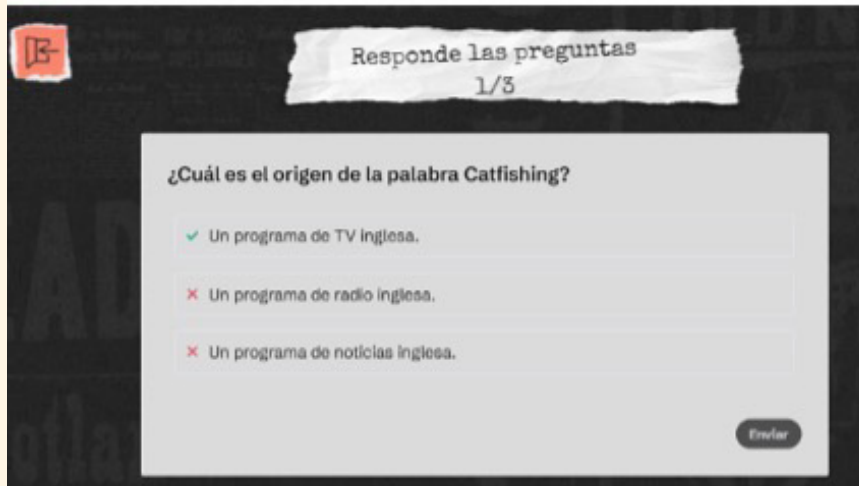 Responde las preguntas
1/3
¿Cuál es el origen de la palabra Catfishing?
Un programa de TV inglesa.
Un programa de radio inglesa.
Un programa de noticias inglesa.
Enviar